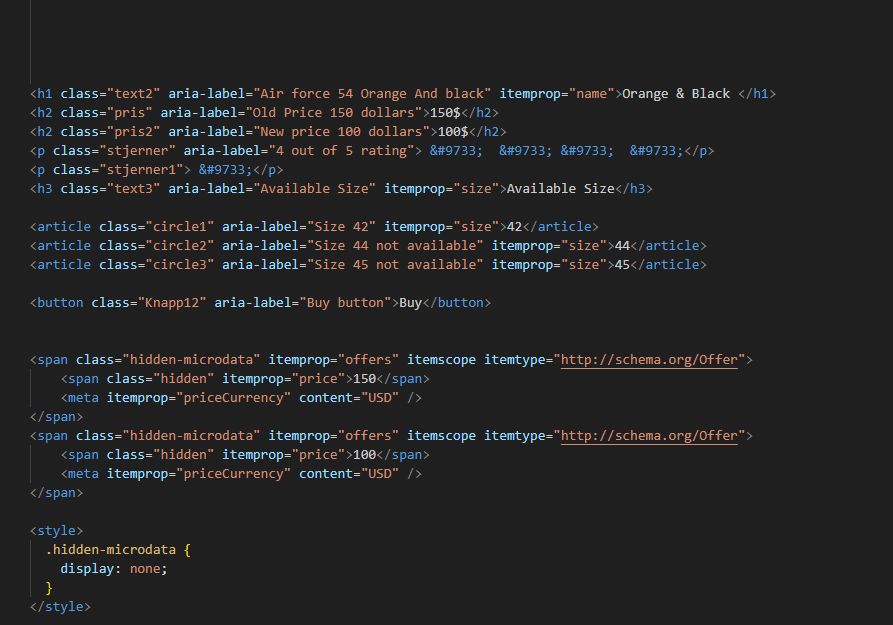 <h1 class="text2" aria-label="Air force 54 Orange And black" itemprop="name">Orange & Black </h1>
<h2 class="pris" aria-label="Old Price 150 dollars">150$</h2>
<h2 class="pris2" aria-label="New price 100 dollars">100$</h2>
<p class="stjerner" aria-label="4 out of 5 rating"> &#9733;  &#9733; &#9733;  &#9733;</p>
<p class="stjerner1"> &#9733;</p>
<h3 class="text3" aria-label="Available Size" itemprop="size">Available Size</h3>
<article class="circle1" aria-label="Size 42" itemprop="size">42</article>
<article class="circle2" aria-label="Size 44 not available" itemprop="size">44</article>
<article class="circle3" aria-label="Size 45 not available" itemprop="size">45</article>
<button class="Knapp12" aria-label="Buy button">Buy</button>
<span class="hidden-microdata" itemprop="offers" itemscope itemtype="http://schema.org/Offer">
    <span class="hidden" itemprop="price">150</span>
    <meta itemprop="priceCurrency" content="USD" />
</span>
<span class="hidden-microdata" itemprop="offers" itemscope itemtype="http://schema.org/Offer">
    <span class="hidden" itemprop="price">100</span>
    <meta itemprop="priceCurrency" content="USD" />
</span>
<style>
  .hidden-microdata {
    display: none;
  }
</style>